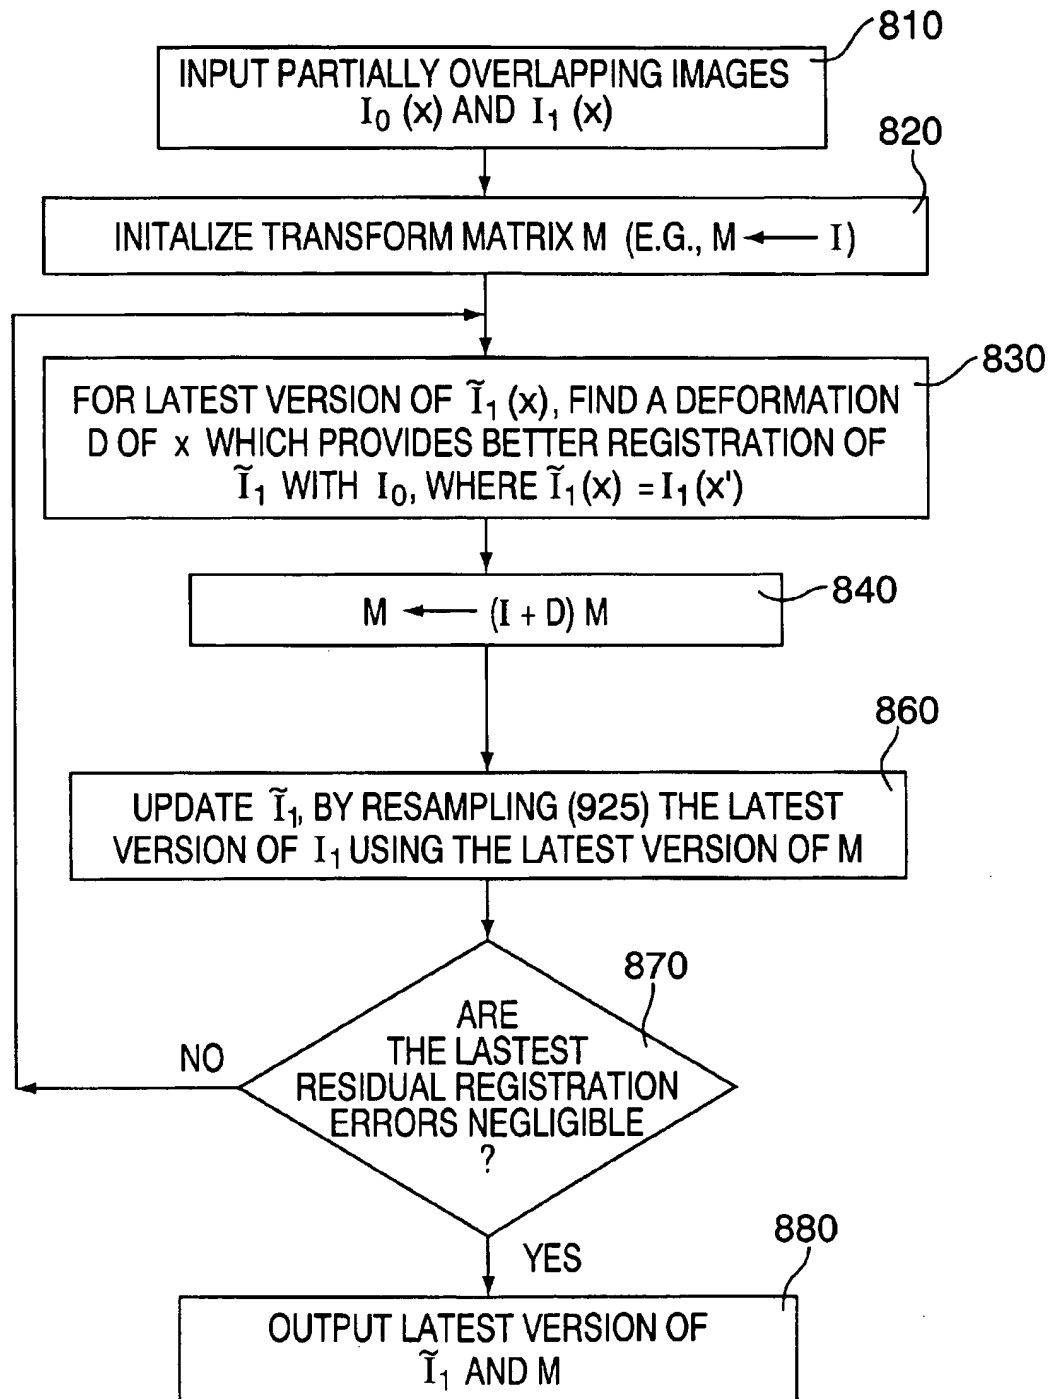 810
INPUT PARTIALLY OVERLAPPING IMAGES
I₀ (x) AND I₁ (x)
820
INITALIZE TRANSFORM MATRIX M (E.G., M ← I)
830
FOR LATEST VERSION OF Ĩ₁ (x), FIND A DEFORMATION
D OF x WHICH PROVIDES BETTER REGISTRATION OF
Ĩ₁ WITH I₀, WHERE Ĩ₁(x) = I₁(x')
840
M ← (I + D) M
860
UPDATE Ĩ₁, BY RESAMPLING (925) THE LATEST
VERSION OF I₁ USING THE LATEST VERSION OF M
870
ARE
THE LASTEST
RESIDUAL REGISTRATION
ERRORS NEGLIGIBLE
?
NO
YES
880
OUTPUT LATEST VERSION OF
Ĩ₁ AND M